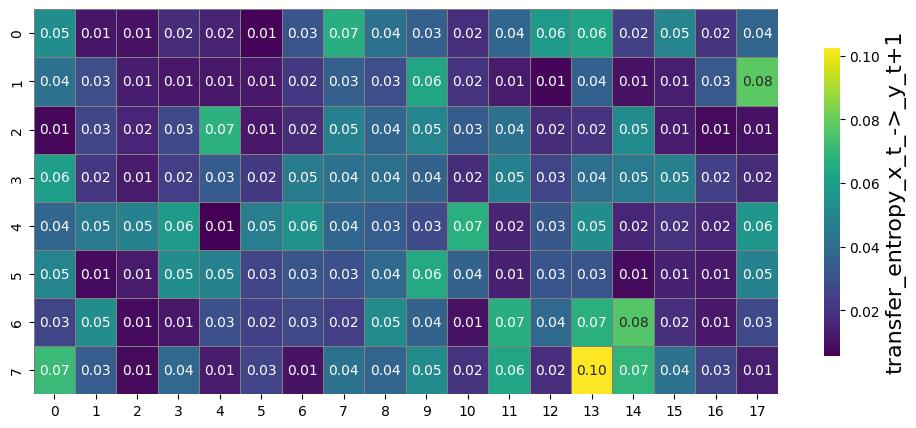 0 0.05 0.01 0.01 0.02 0.02 0.01 0.03 0.07 0.04 0.03 0.02 0.04 0.06 0.06 0.02 0.05 0.02 0.04
1 0.04 0.03 0.01 0.01 0.01 0.01 0.02 0.03 0.03 0.06 0.02 0.01 0.01 0.04 0.01 0.01 0.03 0.08
2 0.01 0.03 0.02 0.03 0.07 0.01 0.02 0.05 0.04 0.05 0.03 0.04 0.02 0.02 0.05 0.01 0.01 0.01
3 0.06 0.02 0.01 0.02 0.03 0.02 0.05 0.04 0.04 0.04 0.02 0.05 0.03 0.04 0.05 0.05 0.02 0.02
4 0.04 0.05 0.05 0.06 0.01 0.05 0.06 0.04 0.03 0.03 0.07 0.02 0.03 0.05 0.02 0.02 0.02 0.06
5 0.05 0.01 0.01 0.05 0.05 0.03 0.03 0.03 0.04 0.06 0.04 0.01 0.03 0.03 0.01 0.01 0.01 0.05
6 0.03 0.05 0.01 0.01 0.03 0.02 0.03 0.02 0.05 0.04 0.01 0.07 0.04 0.07 0.08 0.02 0.01 0.03
7 0.07 0.03 0.01 0.04 0.01 0.03 0.01 0.04 0.04 0.05 0.02 0.06 0.02 0.10 0.07 0.04 0.03 0.01
0 1 2 3 4 5 6 7 8 9 10 11 12 13 14 15 16 17
0.10
0.08
0.06
0.04
0.02
transfer_entropy_x_t_->_y_t+1